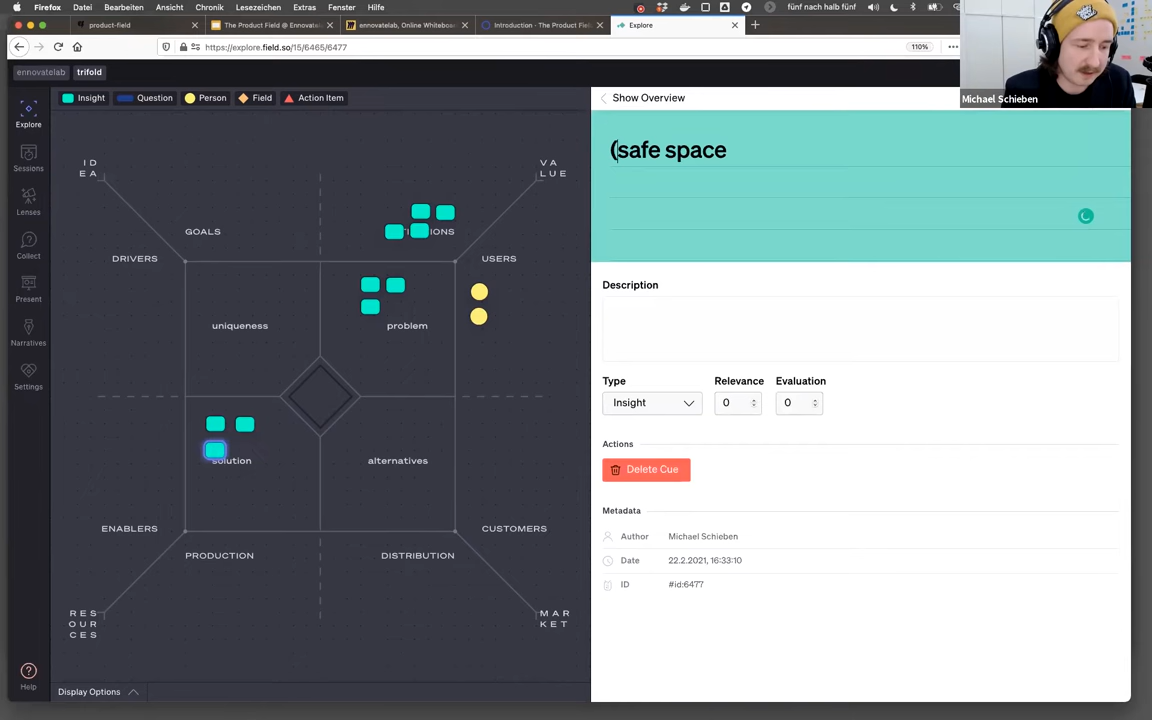 Firefox Datei Bearbeiten Ansicht Chronik Lesezeichen Extras Fenster Hilfe fünf nach halb fünf
product-field
The Product Field @ Ennovatela
ennovatelab, Online Whiteboa
Introduction - The Product Fiel
Explore
https://explore.field.so/15/6465/6477
110%
ennovatelab trifold
Michael Schieben
Insight Question Person Field Action Item
Show Overview
Explore
Sessions
Lenses
Collect
Present
Narratives
Settings
Help
ID
EA
VA
LUE
GOALS
IONS
DRIVERS
USERS
uniqueness
problem
solution
alternatives
ENABLERS
CUSTOMERS
PRODUCTION
DISTRIBUTION
RES
OUR
CES
MAR
KET
Display Options
(safe space
Description
Type Relevance Evaluation
Insight 0 0
Actions
Delete Cue
Metadata
Author Michael Schieben
Date 22.2.2021, 16:33:10
ID #id:6477